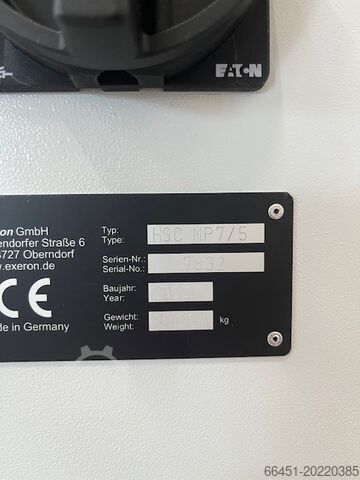 EATON
on GmbH
endorfer Straße 6
727 Oberndorf
w.exeron.de
CE
de in Germany
Typ: HSC MP7/5
Type:
Serien-Nr.: 7832
Serial-No.:
Baujahr:
Year:
Gewicht: kg
Weight:
66451-20220385